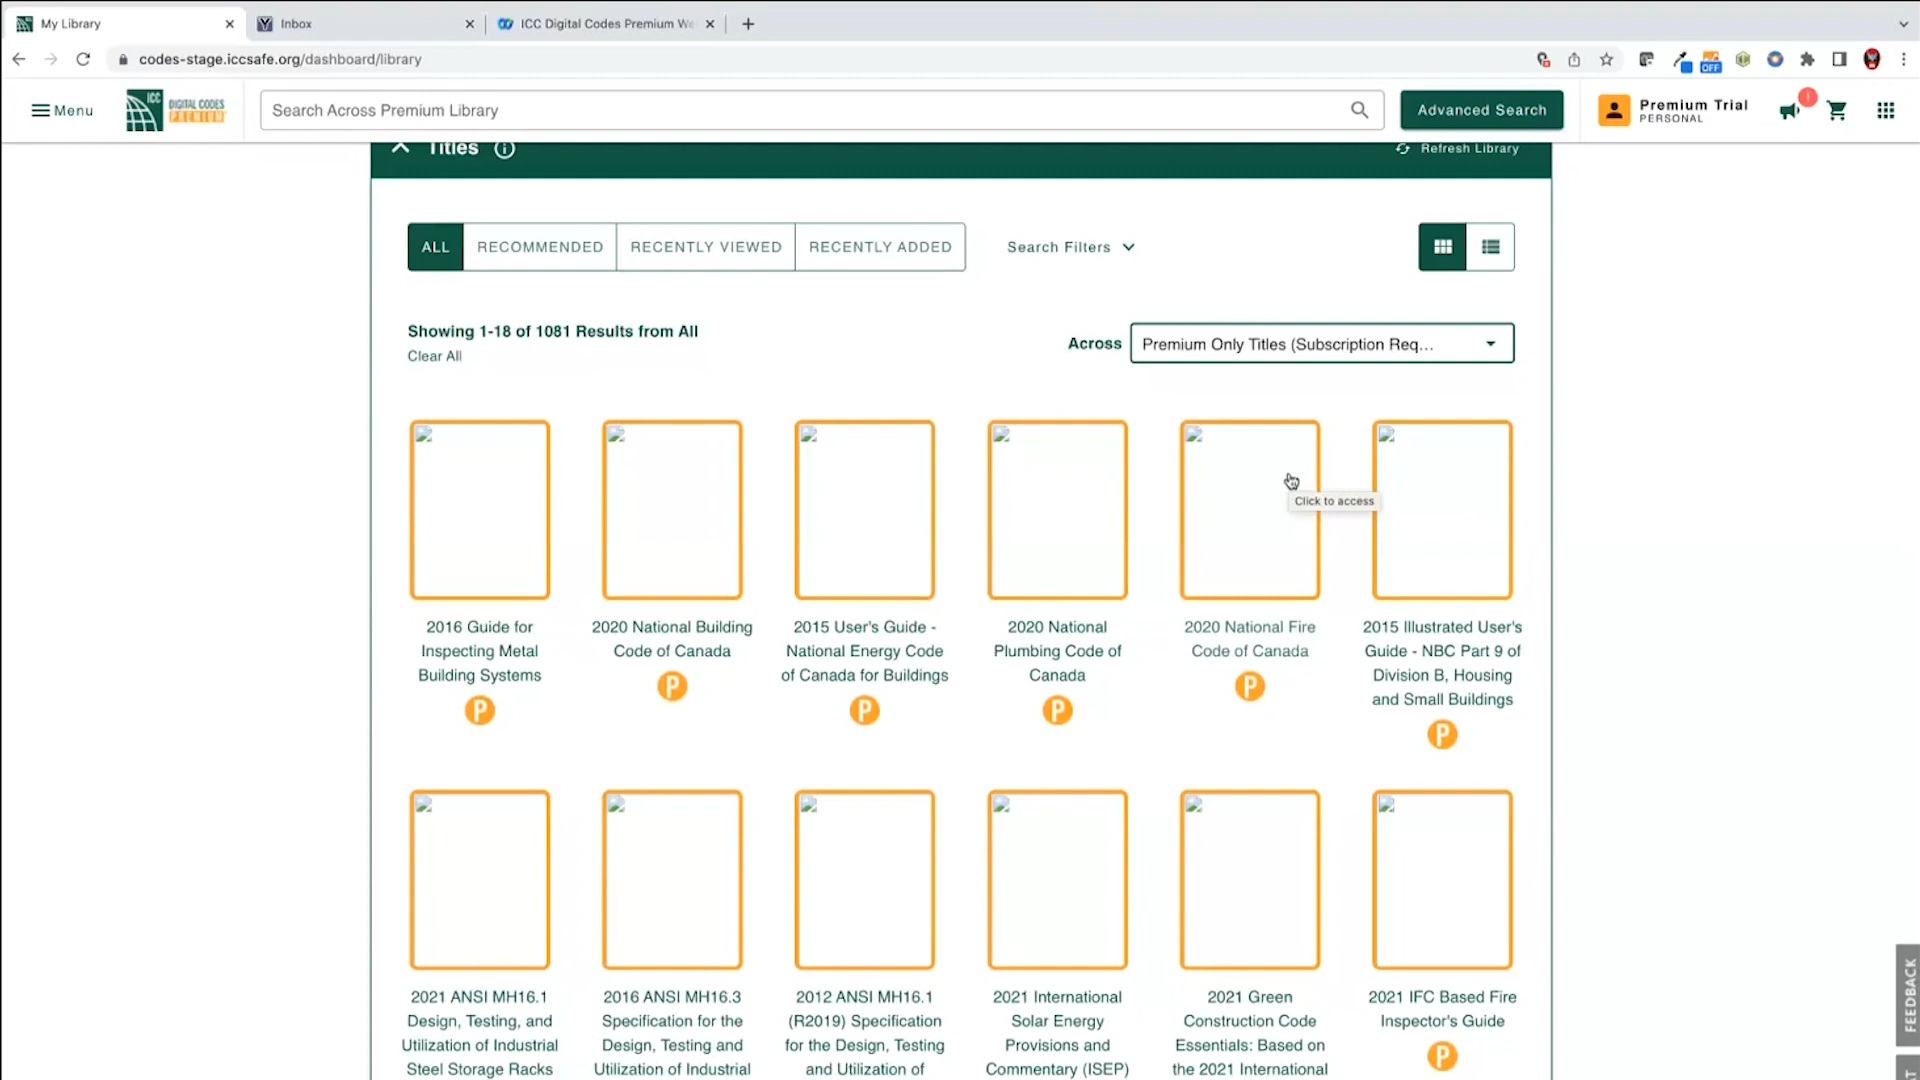 My Library
Inbox
ICC Digital Codes Premium We
codes-stage.iccsafe.org/dashboard/library
OFF
Menu
ICC
DIGITAL CODES
PREMIUM
Search Across Premium Library
Advanced Search
Premium Trial
PERSONAL
Titles
Refresh Library
ALL
RECOMMENDED
RECENTLY VIEWED
RECENTLY ADDED
Search Filters
Showing 1-18 of 1081 Results from All
Clear All
Across
Premium Only Titles (Subscription Req...
Click to access
2016 Guide for
Inspecting Metal
Building Systems
P
2020 National Building
Code of Canada
P
2015 User's Guide -
National Energy Code
of Canada for Buildings
P
2020 National
Plumbing Code of
Canada
P
2020 National Fire
Code of Canada
P
2015 Illustrated User's
Guide - NBC Part 9 of
Division B, Housing
and Small Buildings
P
2021 ANSI MH16.1
Design, Testing, and
Utilization of Industrial
Steel Storage Racks
2016 ANSI MH16.3
Specification for the
Design, Testing and
Utilization of Industrial
2012 ANSI MH16.1
(R2019) Specification
for the Design, Testing
and Utilization of
2021 International
Solar Energy
Provisions and
Commentary (ISEP)
2021 Green
Construction Code
Essentials: Based on
the 2021 International
2021 IFC Based Fire
Inspector's Guide
P
FEEDBACK